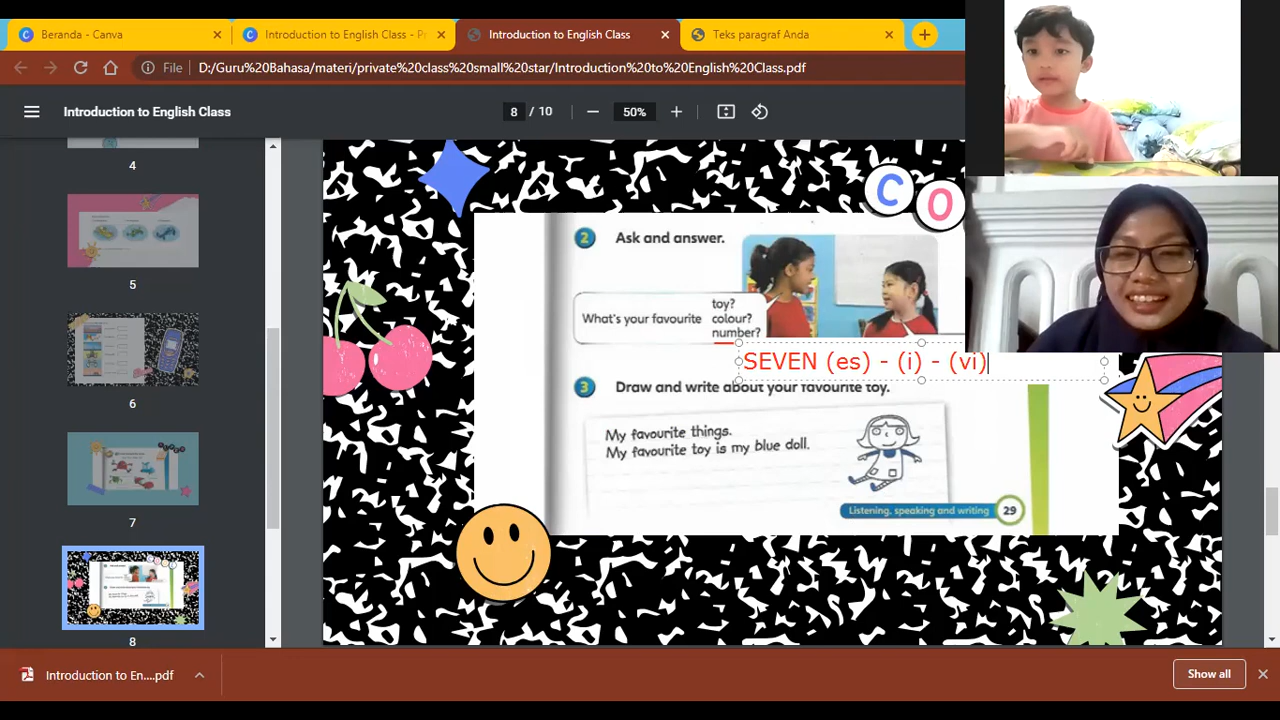 Beranda - Canva
Introduction to English Class - P
Introduction to English Class
Teks paragraf Anda
File
D:/Guru%20Bahasa/materi/private%20class%20small%20star/Introduction%20to%20English%20Class.pdf
Introduction to English Class
8 / 10
50%
4
5
6
7
8
C O
2 Ask and answer.
What's your favourite
toy?
colour?
number?
SEVEN (es) - (i) - (vi)
3 Draw and write about your favourite toy.
My favourite things.
My favourite toy is my blue doll.
Listening, speaking and writing 29
Introduction to En....pdf
Show all